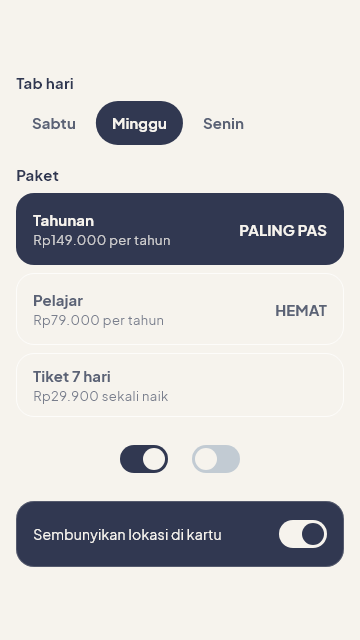 Tab hari
Sabtu
Minggu
Senin
Paket
Tahunan
Rp149.000 per tahun
PALING PAS
Pelajar
Rp79.000 per tahun
HEMAT
Tiket 7 hari
Rp29.900 sekali naik
Sembunyikan lokasi di kartu